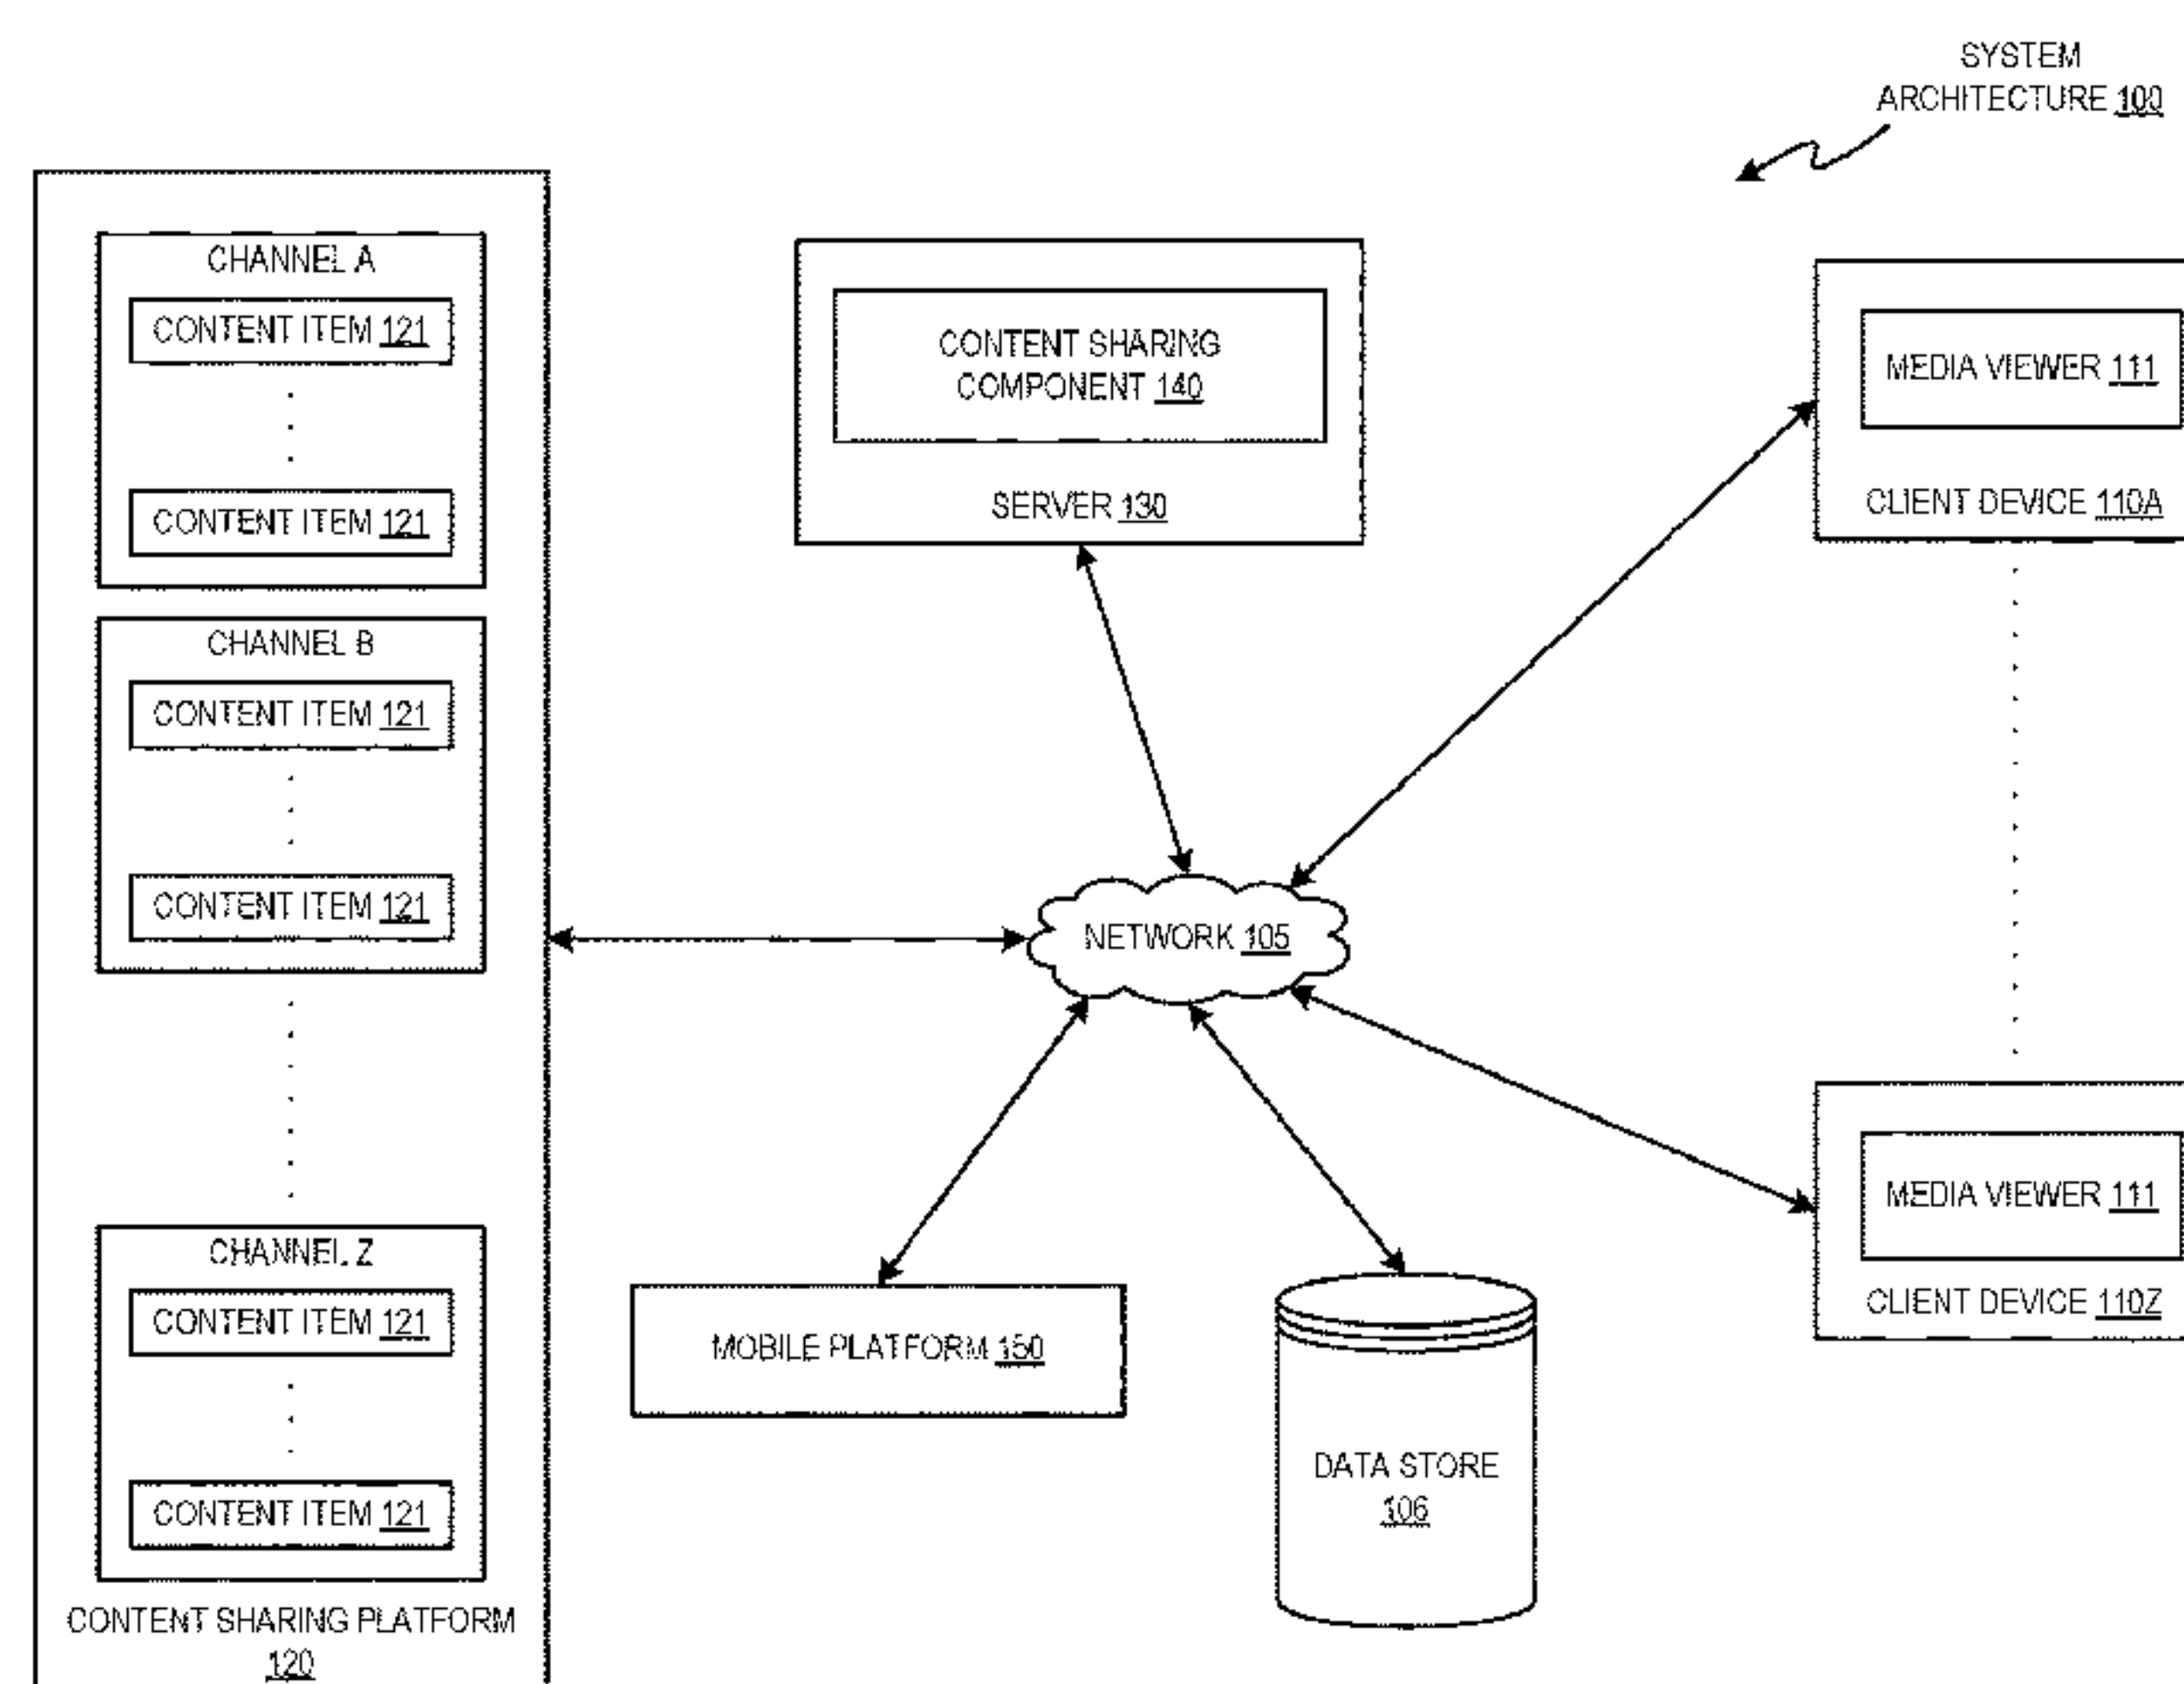 SYSTEM
ARCHITECTURE 100
CHANNEL A
CONTENT ITEM 121
CONTENT ITEM 121
CHANNEL B
CONTENT ITEM 121
CONTENT ITEM 121
CHANNEL Z
CONTENT ITEM 121
CONTENT ITEM 121
CONTENT SHARING PLATFORM
120
CONTENT SHARING
COMPONENT 140
SERVER 130
NETWORK 105
MOBILE PLATFORM 150
DATA STORE
106
MEDIA VIEWER 111
CLIENT DEVICE 110A
MEDIA VIEWER 111
CLIENT DEVICE 110Z